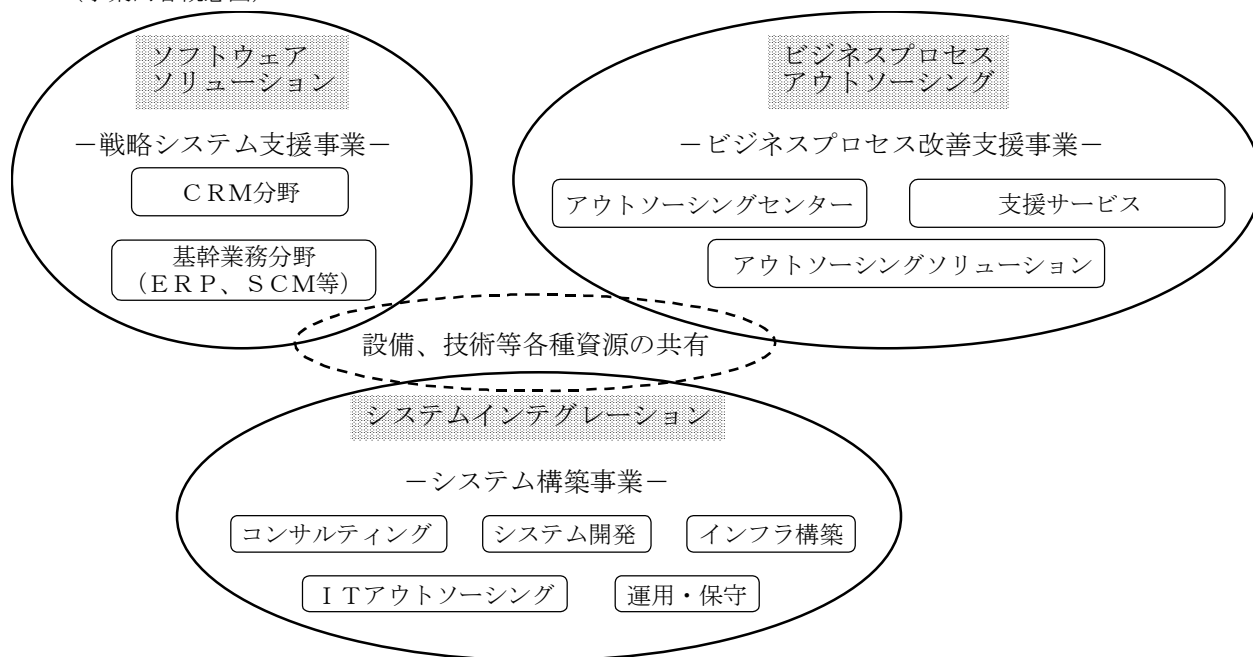 ソフトウェア
ソリューション
－戦略システム支援事業－
ＣＲＭ分野
基幹業務分野
（ＥＲＰ、ＳＣＭ等）
ビジネスプロセス
アウトソーシング
－ビジネスプロセス改善支援事業－
アウトソーシングセンター
支援サービス
アウトソーシングソリューション
設備、技術等各種資源の共有
システムインテグレーション
－システム構築事業－
コンサルティング
システム開発
インフラ構築
ＩＴアウトソーシング
運用・保守